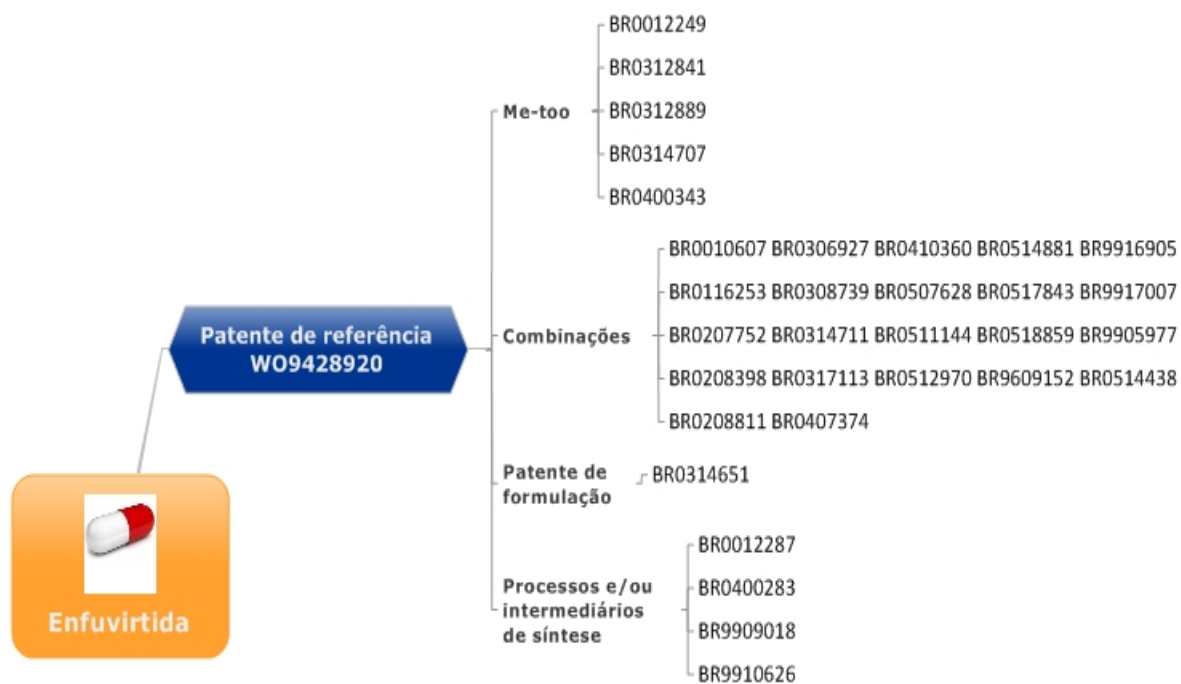 BR0012249
BR0312841
Me-too
BR0312889
BR0314707
BR0400343
BR0010607 BR0306927 BR0410360 BR0514881 BR9916905
BR0116253 BR0308739 BR0507628 BR0517843 BR9917007
Patente de referência
WO9428920
Combinações
BR0207752 BR0314711 BR0511144 BR0518859 BR9905977
BR0208398 BR0317113 BR0512970 BR9609152 BR0514438
BR0208811 BR0407374
Patente de
formulação
BR0314651
BR0012287
Processos e/ou
intermediários
de síntese
BR0400283
BR9909018
BR9910626
Enfuvirtida